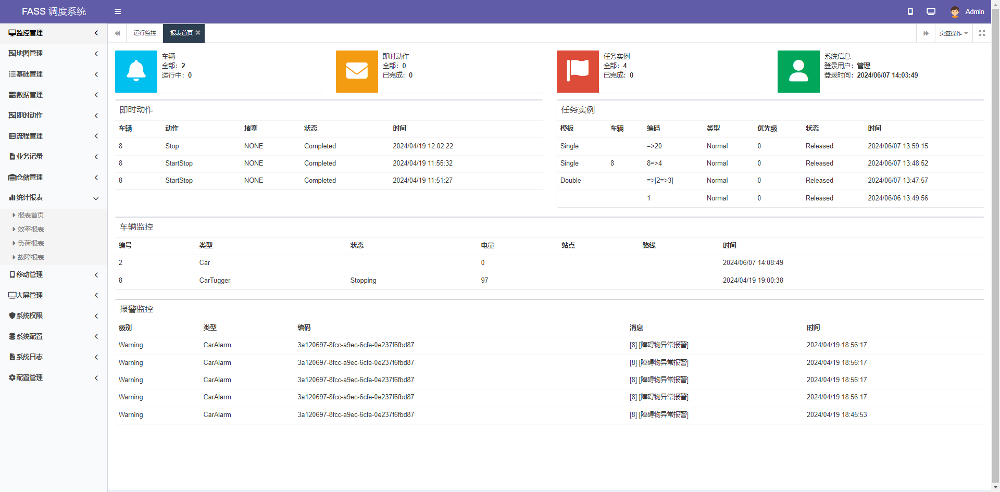 FASS 调度系统
Admin
监控管理
地图管理
基础管理
数据管理
即时动作
流程管理
业务记录
仓储管理
统计报表
报表首页
效率报表
负荷报表
故障报表
移动管理
大屏管理
系统权限
系统配置
系统日志
配置管理
运行监控
报表首页
页签操作
车辆
全部：2
运行中：0
即时动作
全部：0
已完成：0
任务实例
全部：4
已完成：0
系统信息
登录用户：管理
登录时间：2024/06/07 14:03:49
即时动作
车辆 动作 堵塞 状态 时间
8 Stop NONE Completed 2024/04/19 12:02:22
8 StartStop NONE Completed 2024/04/19 11:55:32
8 StartStop NONE Completed 2024/04/19 11:51:27
任务实例
模板 车辆 编码 类型 优先级 状态 时间
Single =>20 Normal 0 Released 2024/06/07 13:59:15
Single 8 8=>4 Normal 0 Released 2024/06/07 13:48:52
Double =>[2=>3] Normal 0 Released 2024/06/07 13:47:57
1 Normal 0 Released 2024/06/06 13:49:56
车辆监控
编号 类型 状态 电量 站点 路线 时间
2 Car 0 2024/06/07 14:08:49
8 CarTugger Stopping 97 2024/04/19 19:00:38
报警监控
级别 类型 编码 消息 时间
Warning CarAlarm 3a120697-8fcc-a9ec-6cfe-0e237f6fbd87 [8] [障碍物异常报警] 2024/04/19 18:56:17
Warning CarAlarm 3a120697-8fcc-a9ec-6cfe-0e237f6fbd87 [8] [障碍物异常报警] 2024/04/19 18:56:17
Warning CarAlarm 3a120697-8fcc-a9ec-6cfe-0e237f6fbd87 [8] [障碍物异常报警] 2024/04/19 18:56:17
Warning CarAlarm 3a120697-8fcc-a9ec-6cfe-0e237f6fbd87 [8] [障碍物异常报警] 2024/04/19 18:56:17
Warning CarAlarm 3a120697-8fcc-a9ec-6cfe-0e237f6fbd87 [8] [障碍物异常报警] 2024/04/19 18:45:53